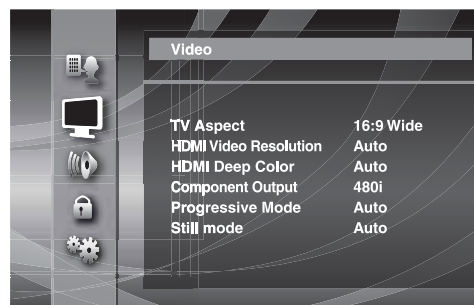 Video
TV Aspect 16:9 Wide
HDMI Video Resolution Auto
HDMI Deep Color Auto
Component Output 480i
Progressive Mode Auto
Still mode Auto